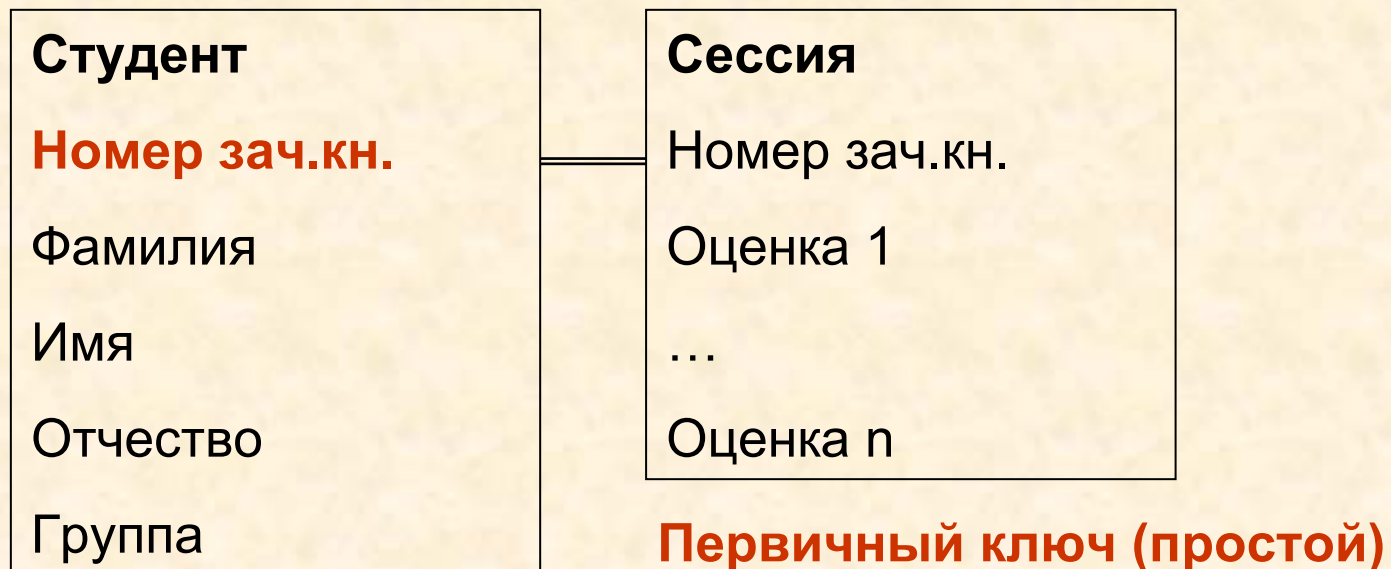 Студент
Номер зач.кн.
Фамилия
Имя
Отчество
Группа
Сессия
Номер зач.кн.
Оценка 1
…
Оценка n
Первичный ключ (простой)